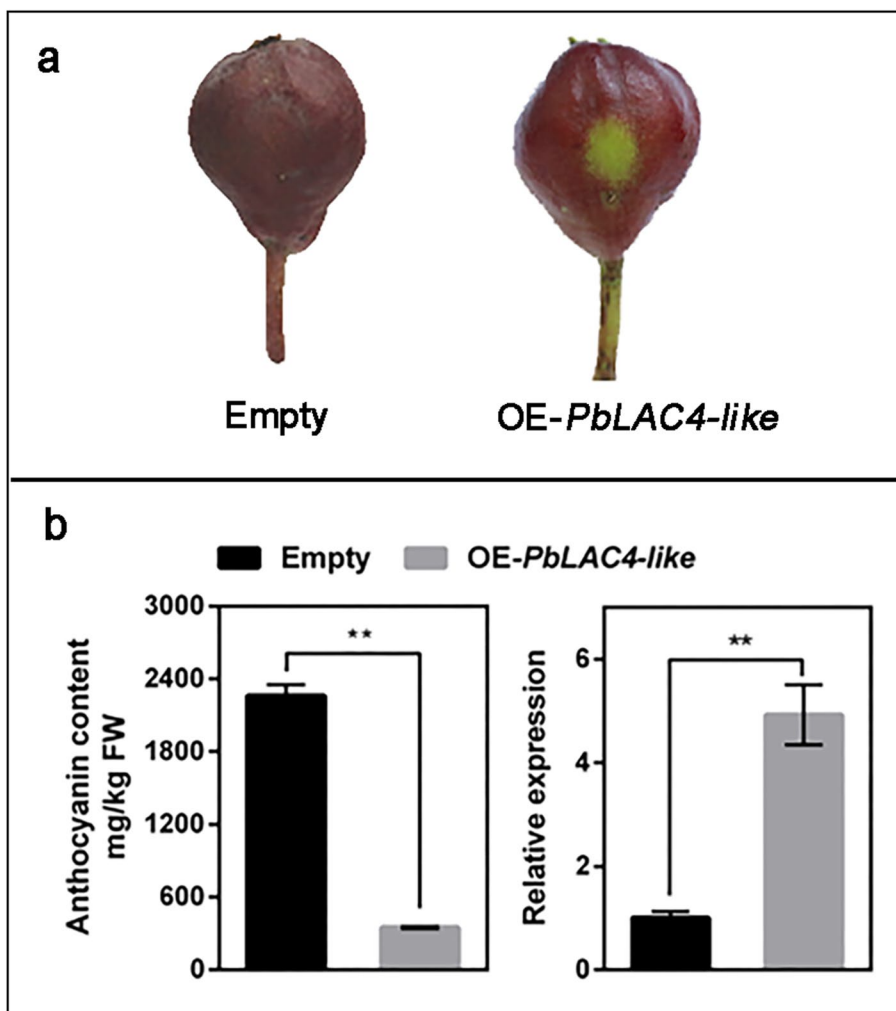 a
Empty
OE-PbLAC4-like
b
Empty OE-PbLAC4-like
Anthocyanin content
mg/kg FW
3000
2400
1800
1200
600
0
**
Relative expression
6
4
2
0
**